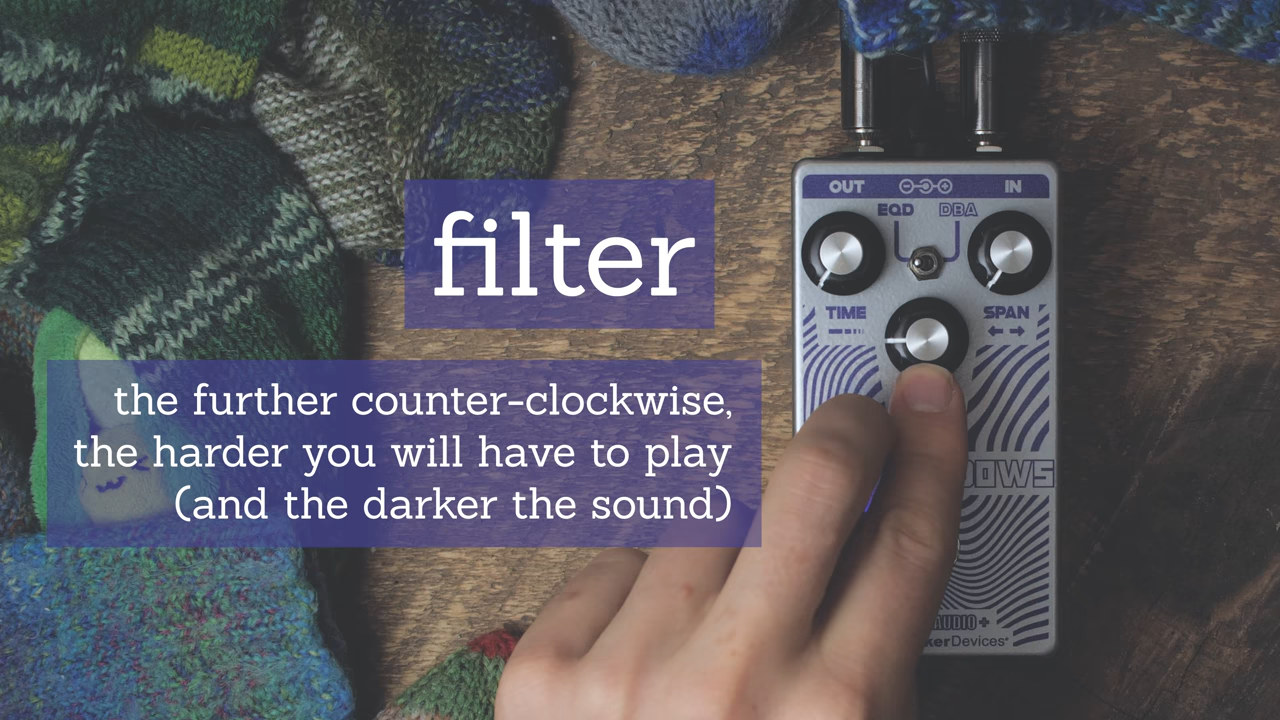 filter
the further counter-clockwise,
the harder you will have to play
(and the darker the sound)
OUT IN
EQD DBA
TIME SPAN
Devices